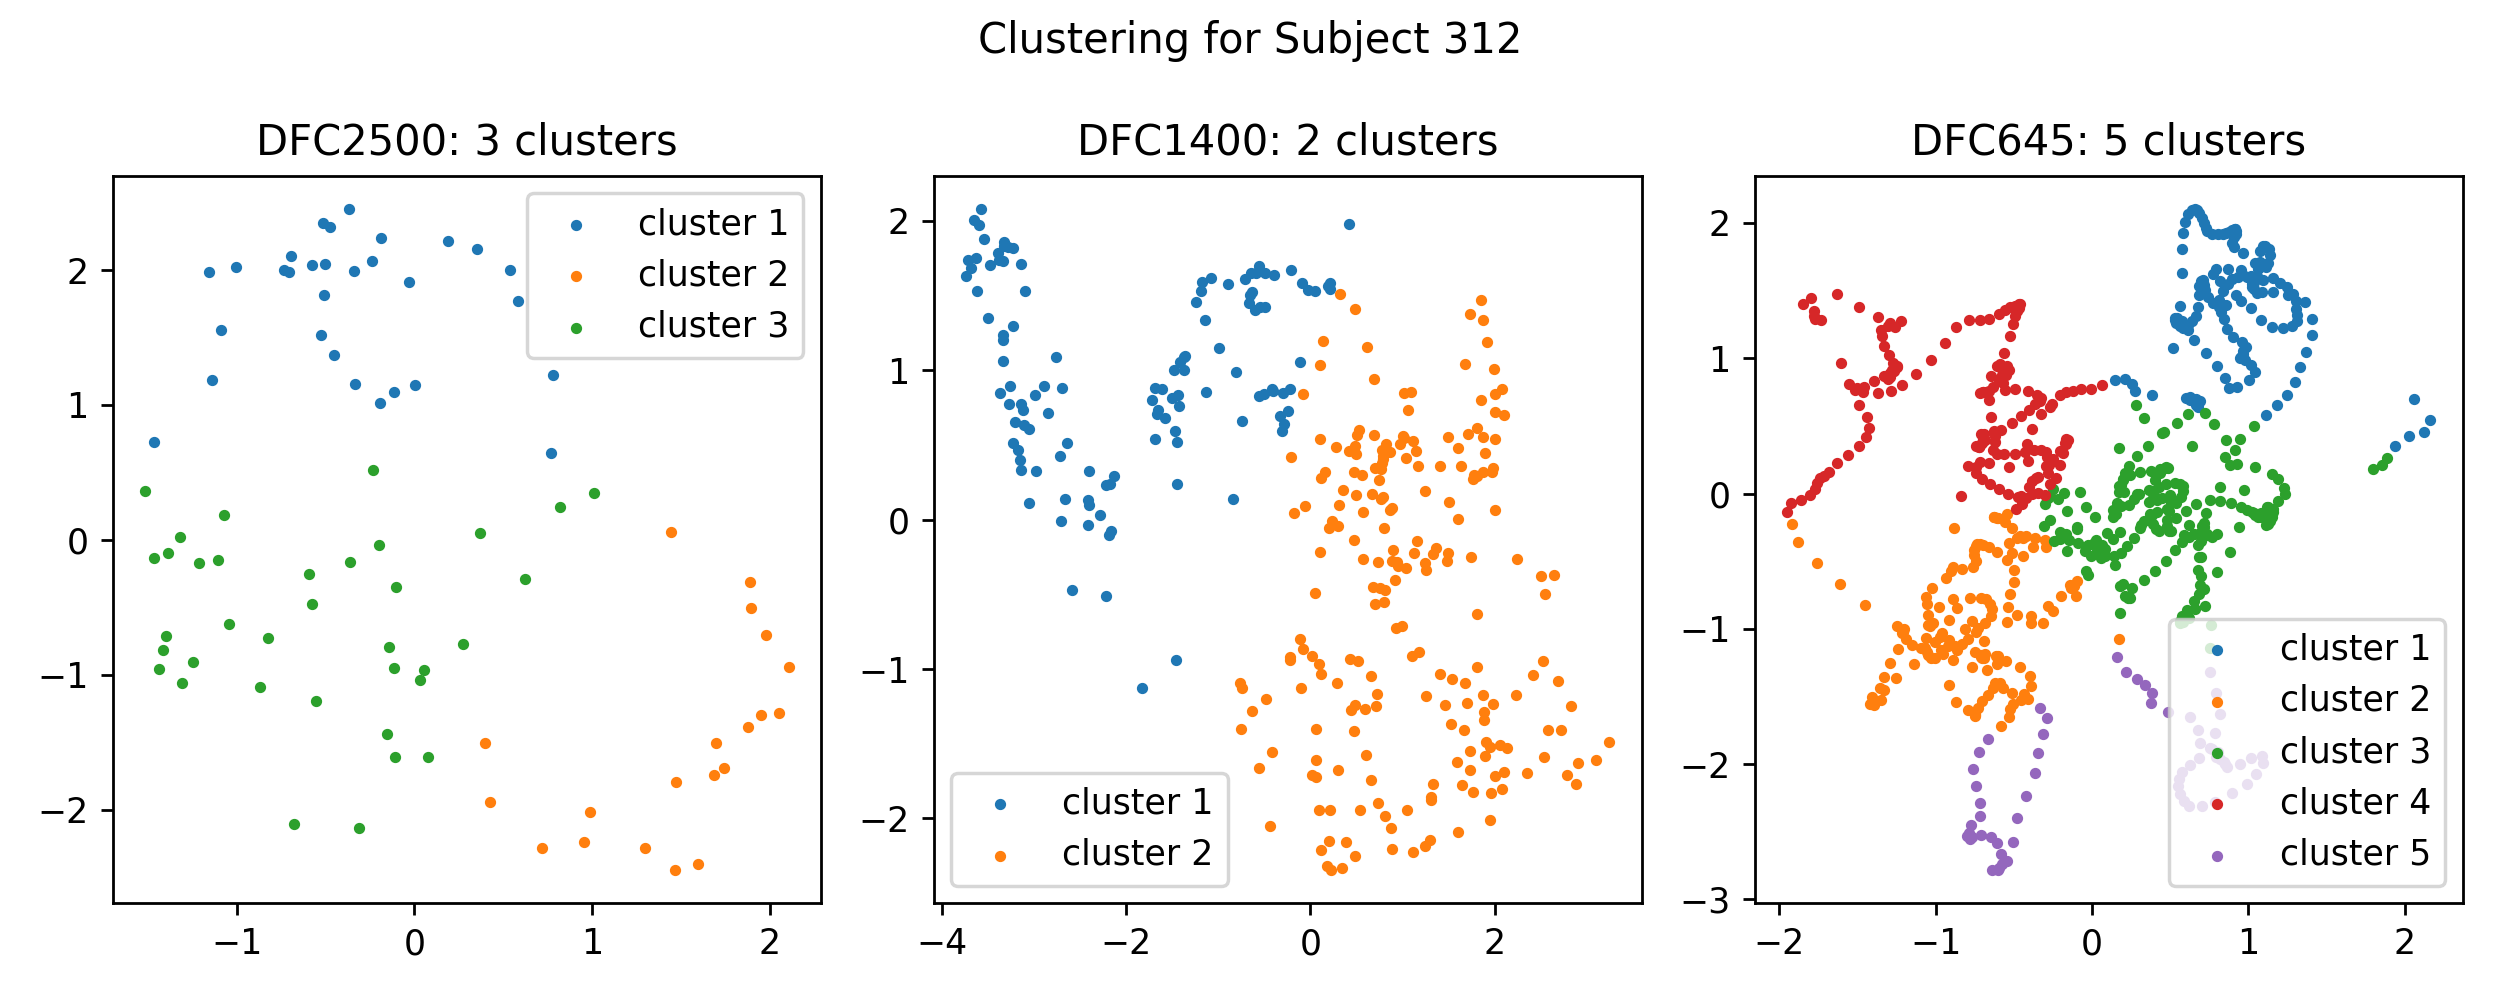 Clustering for Subject 312
DFC2500: 3 clusters
cluster 1
cluster 2
cluster 3
2
1
0
−1
−2
−1
0
1
2
DFC1400: 2 clusters
cluster 1
cluster 2
2
1
0
−1
−2
−4
−2
0
2
DFC645: 5 clusters
cluster 1
cluster 2
cluster 3
cluster 4
cluster 5
2
1
0
−1
−2
−3
−2
−1
0
1
2